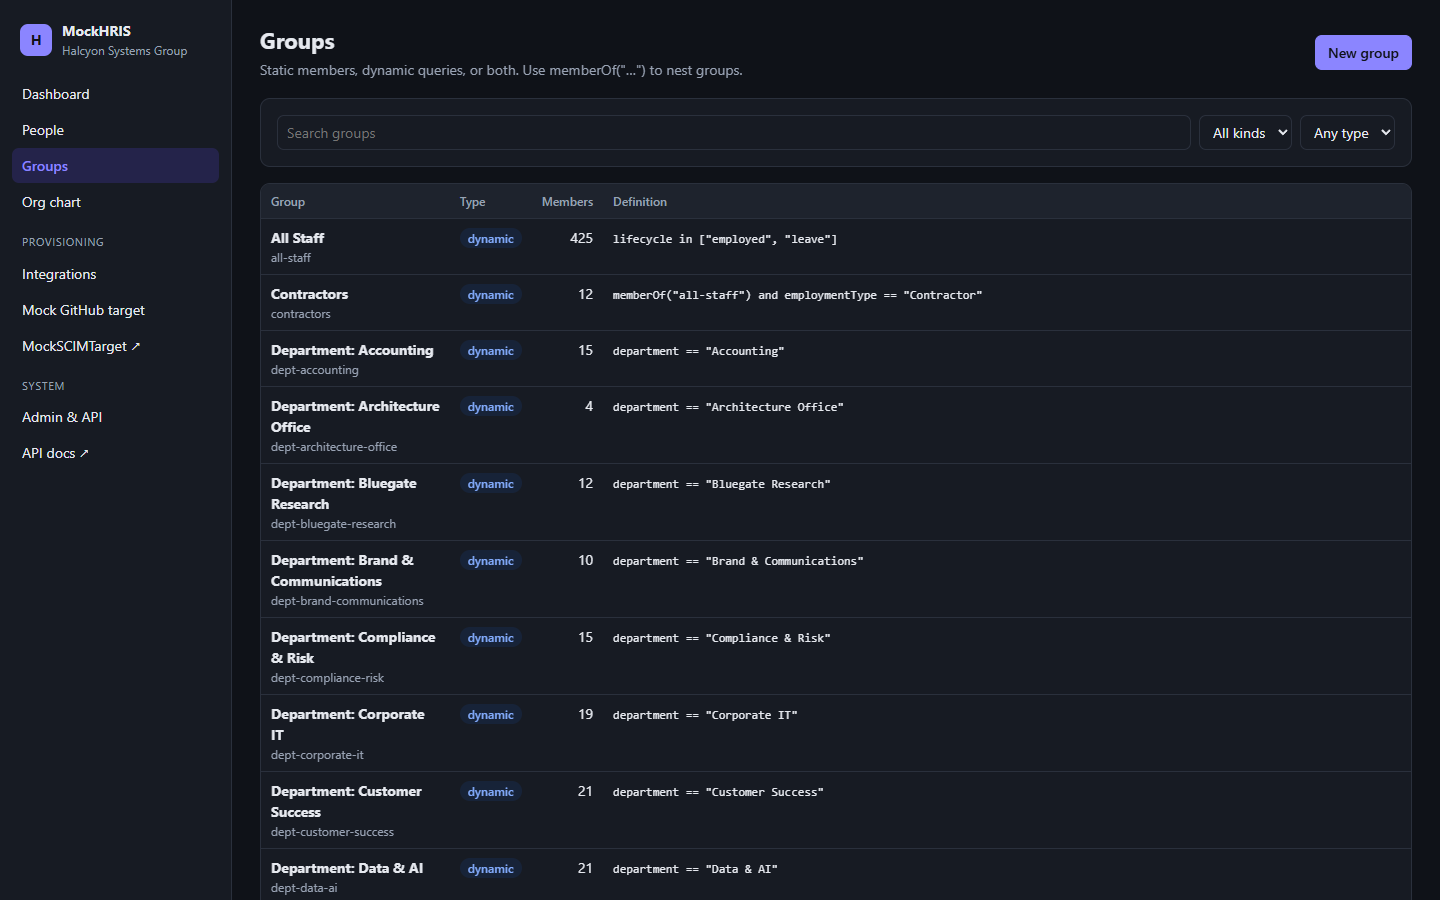 H
MockHRIS
Halcyon Systems Group
Dashboard
People
Groups
Org chart
PROVISIONING
Integrations
Mock GitHub target
MockSCIMTarget ↗
SYSTEM
Admin & API
API docs ↗
Groups
Static members, dynamic queries, or both. Use memberOf("...") to nest groups.
New group
Search groups
All kinds
Any type
Group Type Members Definition
All Staff dynamic 425 lifecycle in ["employed", "leave"]
all-staff
Contractors dynamic 12 memberOf("all-staff") and employmentType == "Contractor"
contractors
Department: Accounting dynamic 15 department == "Accounting"
dept-accounting
Department: Architecture dynamic 4 department == "Architecture Office"
Office
dept-architecture-office
Department: Bluegate dynamic 12 department == "Bluegate Research"
Research
dept-bluegate-research
Department: Brand & dynamic 10 department == "Brand & Communications"
Communications
dept-brand-communications
Department: Compliance dynamic 15 department == "Compliance & Risk"
& Risk
dept-compliance-risk
Department: Corporate dynamic 19 department == "Corporate IT"
IT
dept-corporate-it
Department: Customer dynamic 21 department == "Customer Success"
Success
dept-customer-success
Department: Data & AI dynamic 21 department == "Data & AI"
dept-data-ai